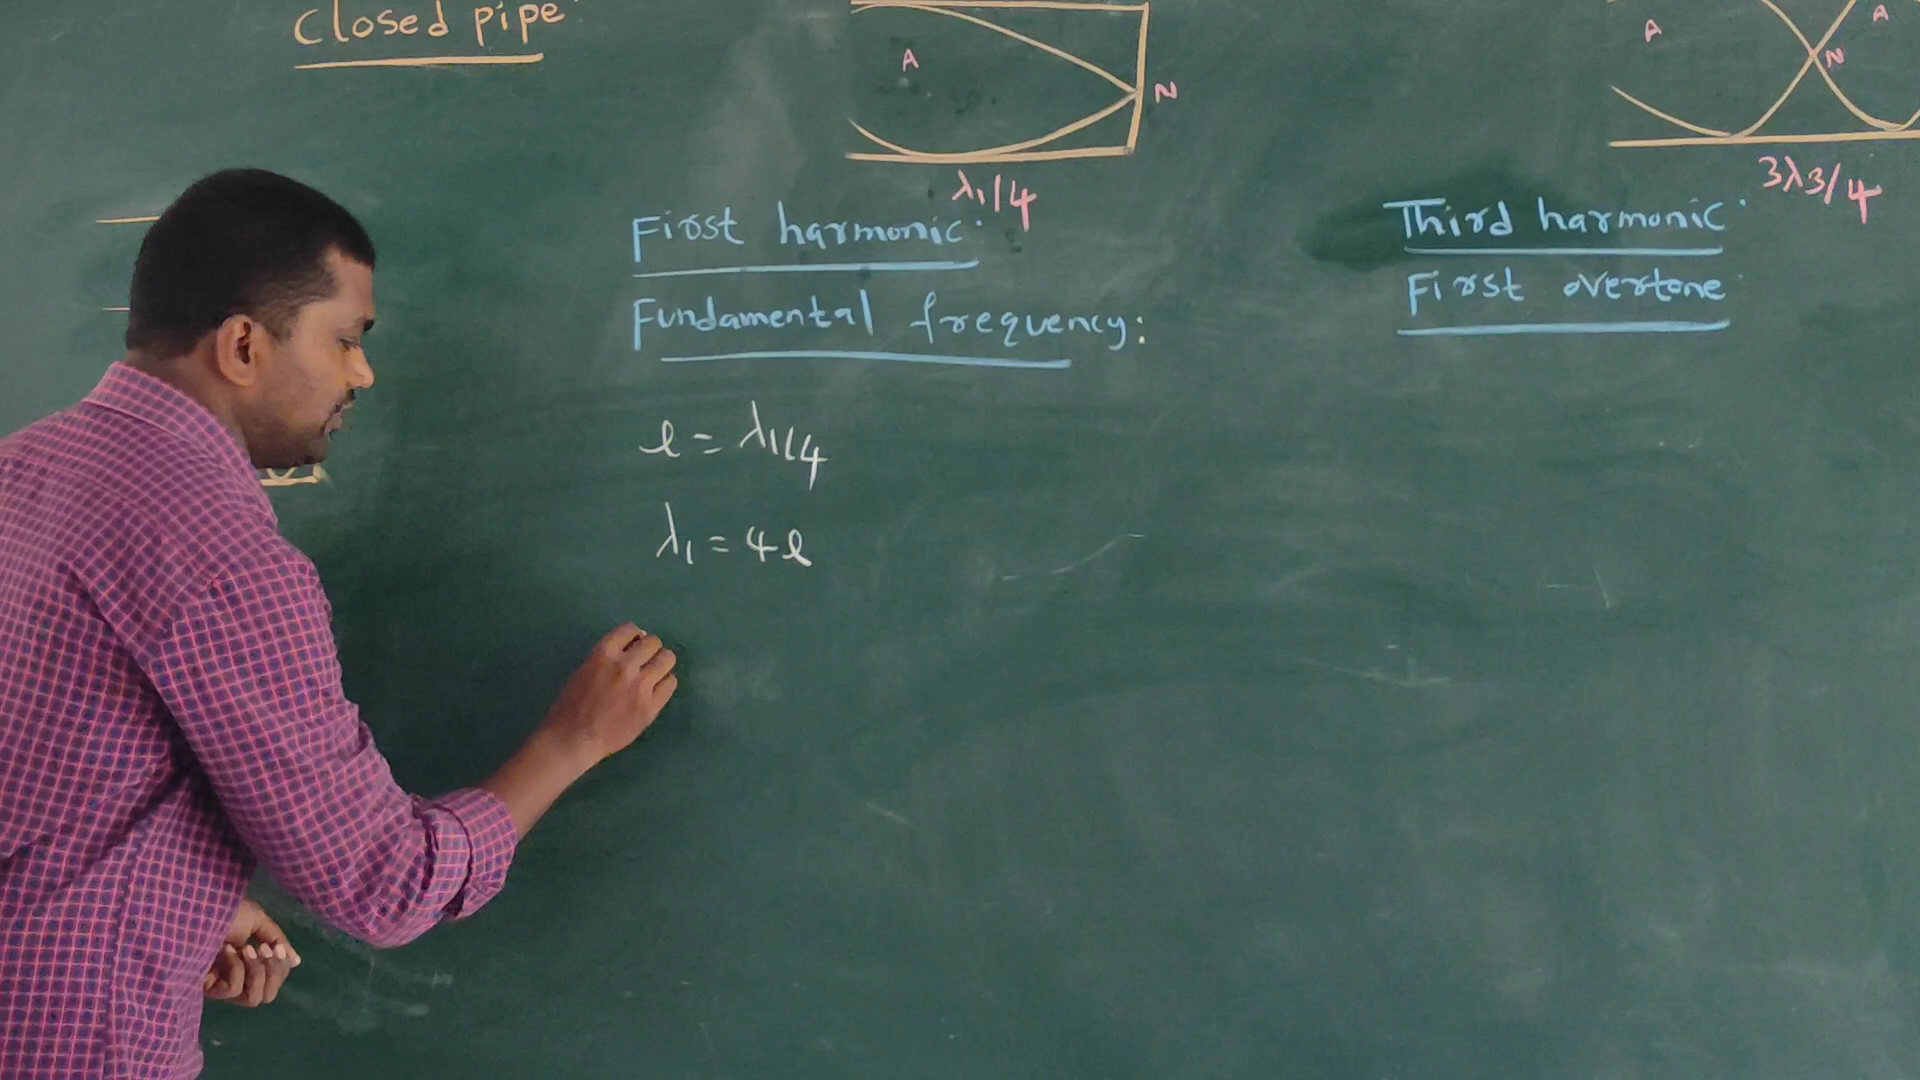 Closed pipe
A
N
λ1/4
First harmonic
Fundamental frequency:
l = λ1/4
λ1 = 4l
A
N
A
3λ3/4
Third harmonic
First overtone